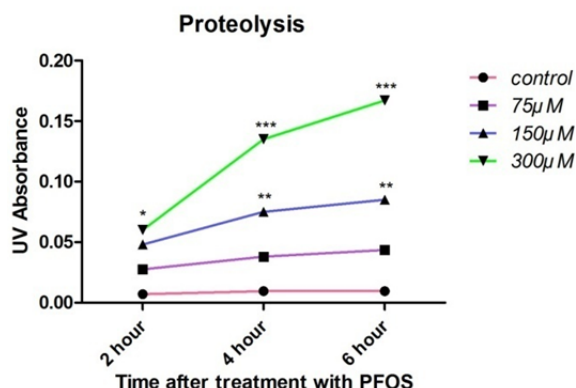 Proteolysis
0.20
0.15
0.10
0.05
0.00
UV Absorbance
***
***
**
**
*
2 hour
4 hour
6 hour
Time after treatment with PFOS
control
75µM
150µM
300µM